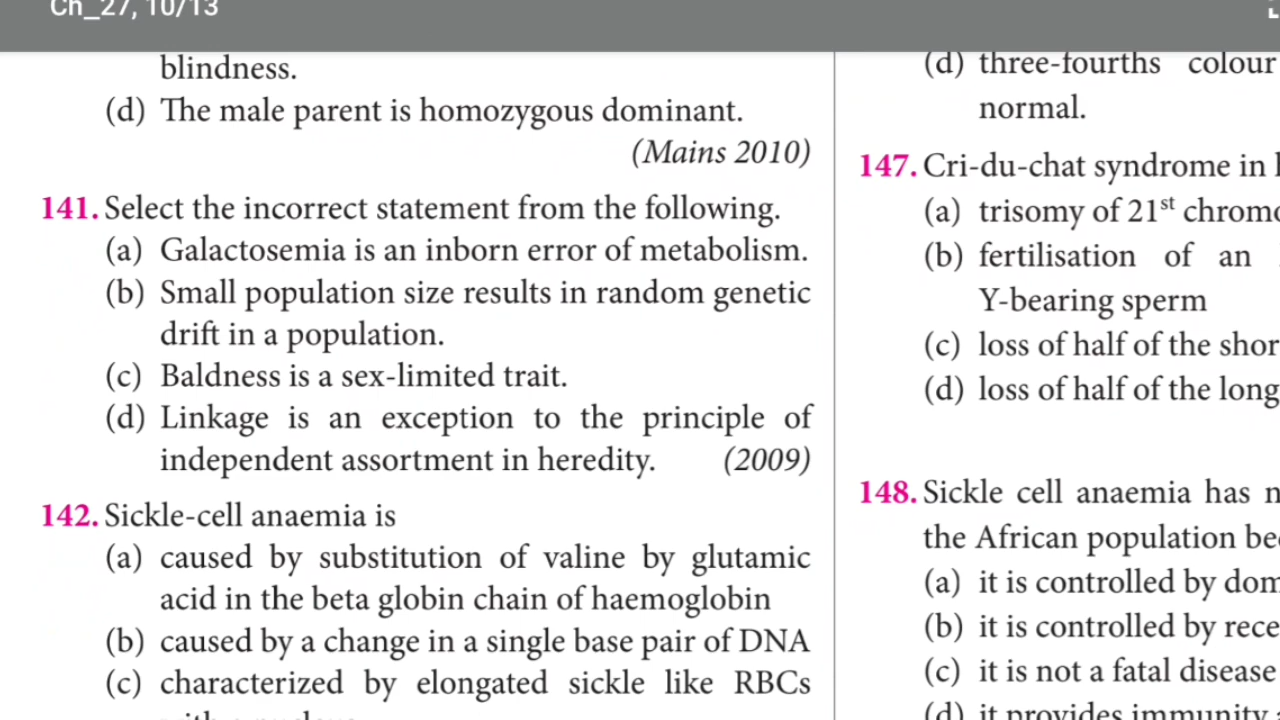 Ch_27, 10/13
blindness.
(d) The male parent is homozygous dominant.
(Mains 2010)
141. Select the incorrect statement from the following.
(a) Galactosemia is an inborn error of metabolism.
(b) Small population size results in random genetic
drift in a population.
(c) Baldness is a sex-limited trait.
(d) Linkage is an exception to the principle of
independent assortment in heredity. (2009)
142. Sickle-cell anaemia is
(a) caused by substitution of valine by glutamic
acid in the beta globin chain of haemoglobin
(b) caused by a change in a single base pair of DNA
(c) characterized by elongated sickle like RBCs
(d) three-fourths colour
normal.
147. Cri-du-chat syndrome in
(a) trisomy of 21st
(b) fertilisation of an
Y-bearing sperm
(c) loss of half of the
(d) loss of half of the long
148. Sickle cell anaemia has
the African population
(a) it is controlled by
(b) it is controlled by
(c) it is not a fatal disease
(d) it provides immunity